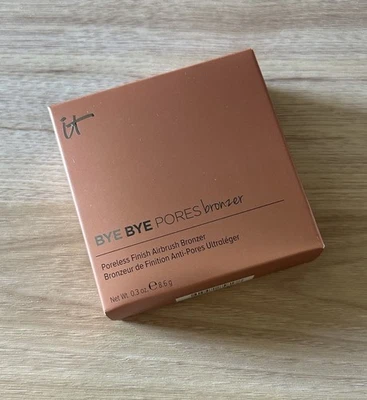 it
BYE BYE PORES bronzer
Poreless Finish Airbrush Bronzer
Bronzeur de Finition Anti-Pores Ultraléger
Net Wt. 0.3 oz. ℮ 8.6 g